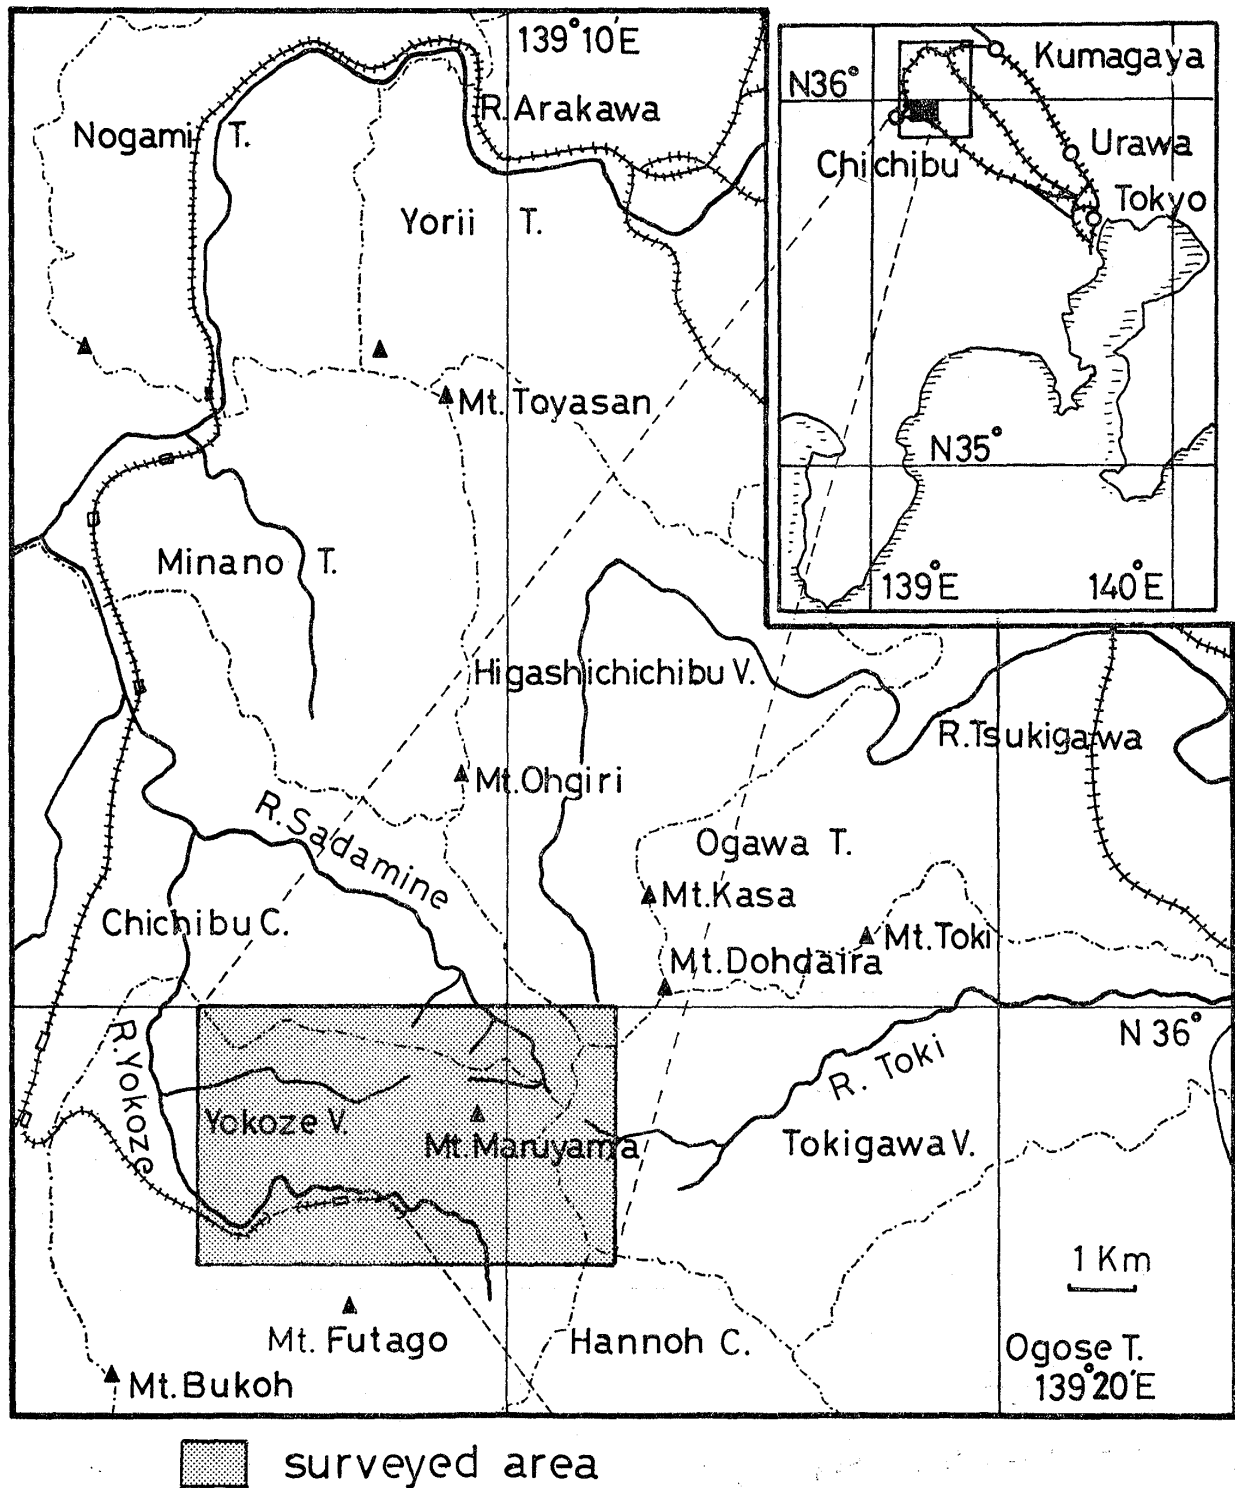 139°10'E
R.Arakawa
Nogami T.
Yorii T.
Mt.Toyasan
Minano T.
Higashichichibu V.
R.Tsukigawa
Mt.Ohgiri
R.Sadamine
Ogawa T.
Mt.Kasa
Chichibu C.
Mt.Toki
Mt.Dohdaira
N 36°
R.Yokoze
R. Toki
Yokoze V.
Mt.Maruyama
Tokigawa V.
1 Km
Mt. Futago
Hannoh C.
Ogose T.
Mt.Bukoh
139°20'E
Kumagaya
N36°
Urawa
Chichibu
Tokyo
N35°
139°E
140°E
surveyed area